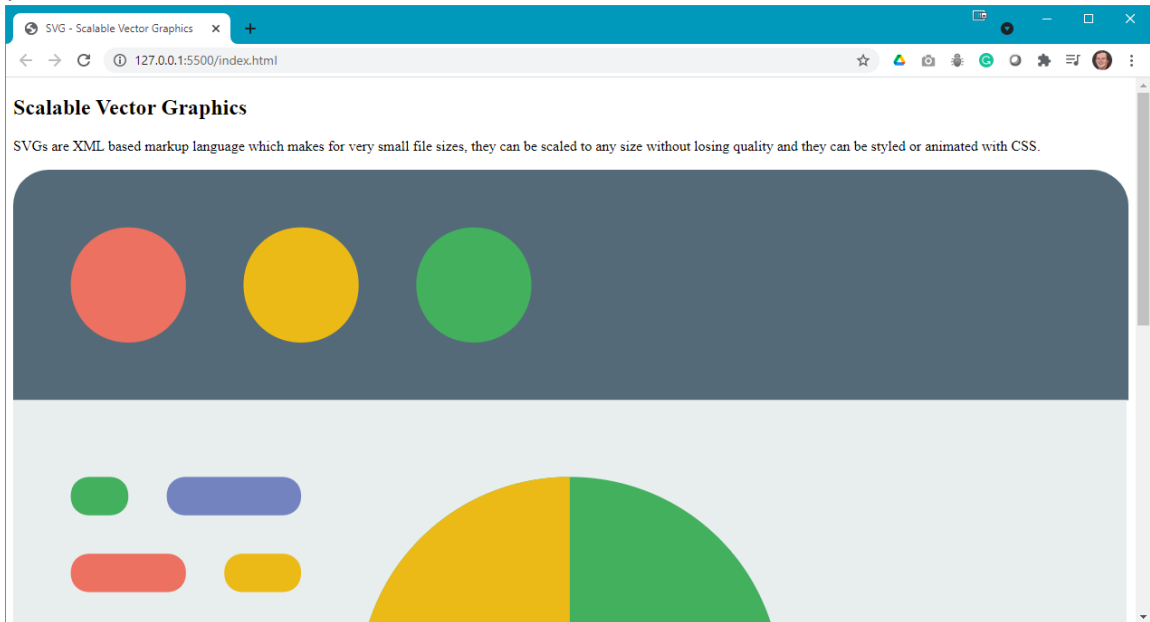 SVG - Scalable Vector Graphics
127.0.0.1:5500/index.html
Scalable Vector Graphics
SVGs are XML based markup language which makes for very small file sizes, they can be scaled to any size without losing quality and they can be styled or animated with CSS.